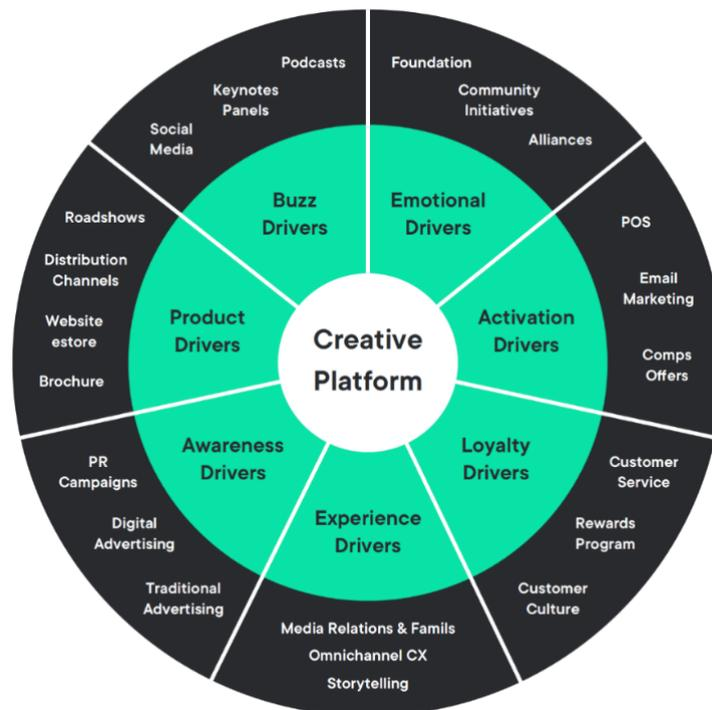 Creative
Platform
Buzz
Drivers
Podcasts
Keynotes
Panels
Social
Media
Emotional
Drivers
Foundation
Community
Initiatives
Alliances
Activation
Drivers
POS
Email
Marketing
Comps
Offers
Loyalty
Drivers
Customer
Service
Rewards
Program
Customer
Culture
Experience
Drivers
Media Relations & Famils
Omnichannel CX
Storytelling
Awareness
Drivers
PR
Campaigns
Digital
Advertising
Traditional
Advertising
Product
Drivers
Roadshows
Distribution
Channels
Website
estore
Brochure